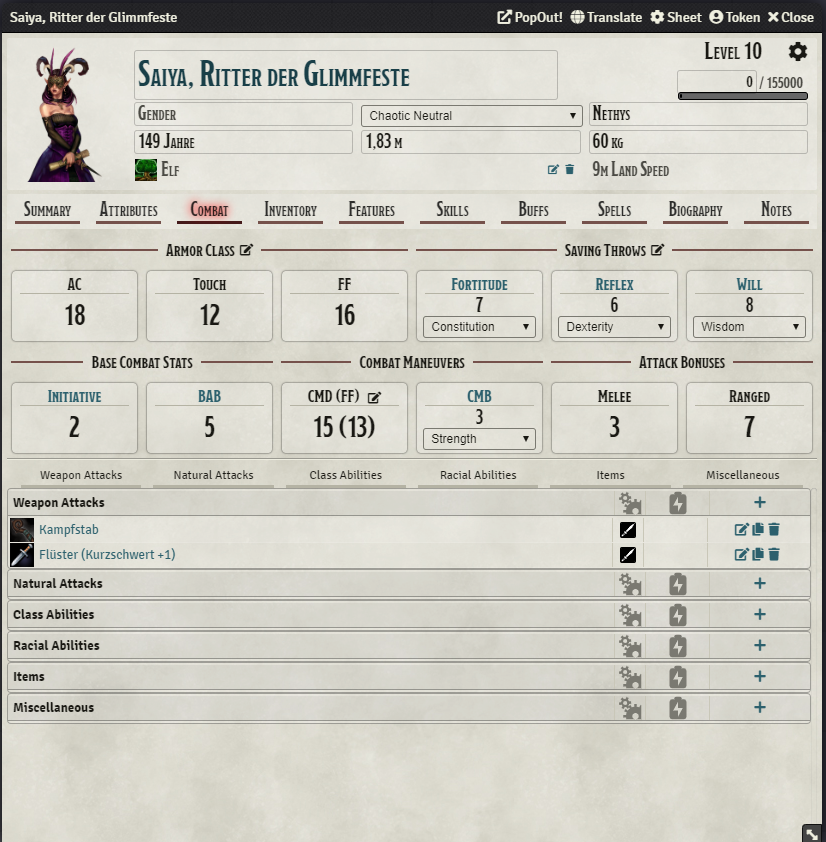 Saiya, Ritter der Glimmfeste PopOut! Translate Sheet Token Close
Level 10
Saiya, Ritter der Glimmfeste
0 / 155000
Gender Chaotic Neutral Nethys
149 Jahre 1,83 m 60 kg
Elf 9m Land Speed
Summary Attributes Combat Inventory Features Skills Buffs Spells Biography Notes
Armor Class Saving Throws
AC Touch FF Fortitude Reflex Will
18 12 16 7 6 8
Constitution Dexterity Wisdom
Base Combat Stats Combat Maneuvers Attack Bonuses
Initiative BAB CMD (FF) CMB Melee Ranged
2 5 15 (13) 3 3 7
Strength
Weapon Attacks Natural Attacks Class Abilities Racial Abilities Items Miscellaneous
Weapon Attacks
Kampfstab
Flüster (Kurzschwert +1)
Natural Attacks
Class Abilities
Racial Abilities
Items
Miscellaneous